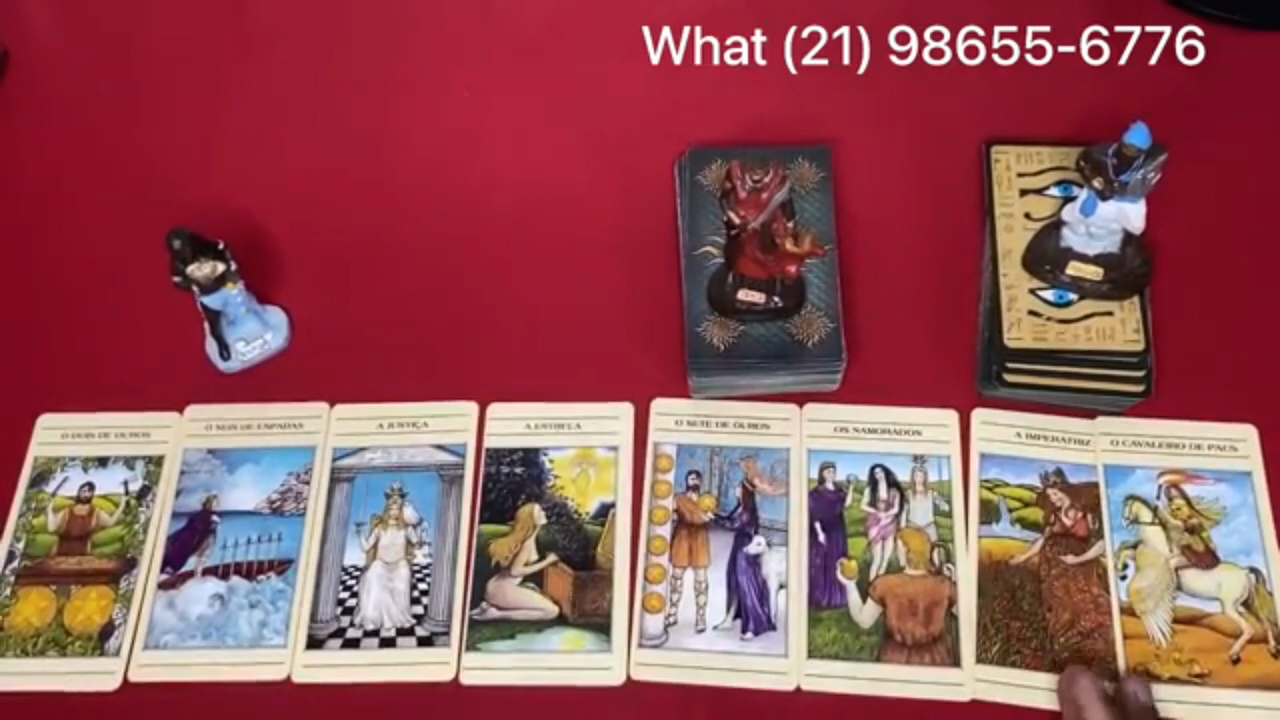 What (21) 98655-6776
O DOIS DE OUROS
O SEIS DE ESPADAS
A JUSTIÇA
A ESTRELA
O SETE DE OUROS
OS NAMORADOS
A IMPERATRIZ
O CAVALEIRO DE PAUS